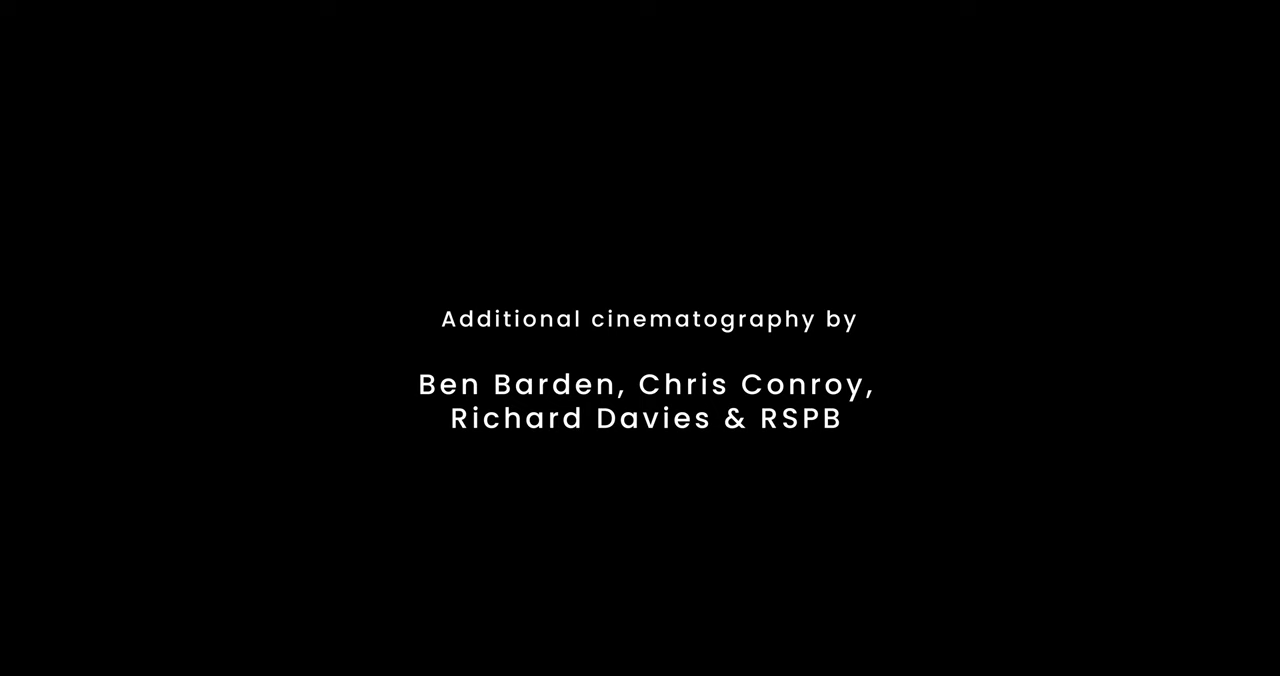 Additional cinematography by
Ben Barden, Chris Conroy,
Richard Davies & RSPB